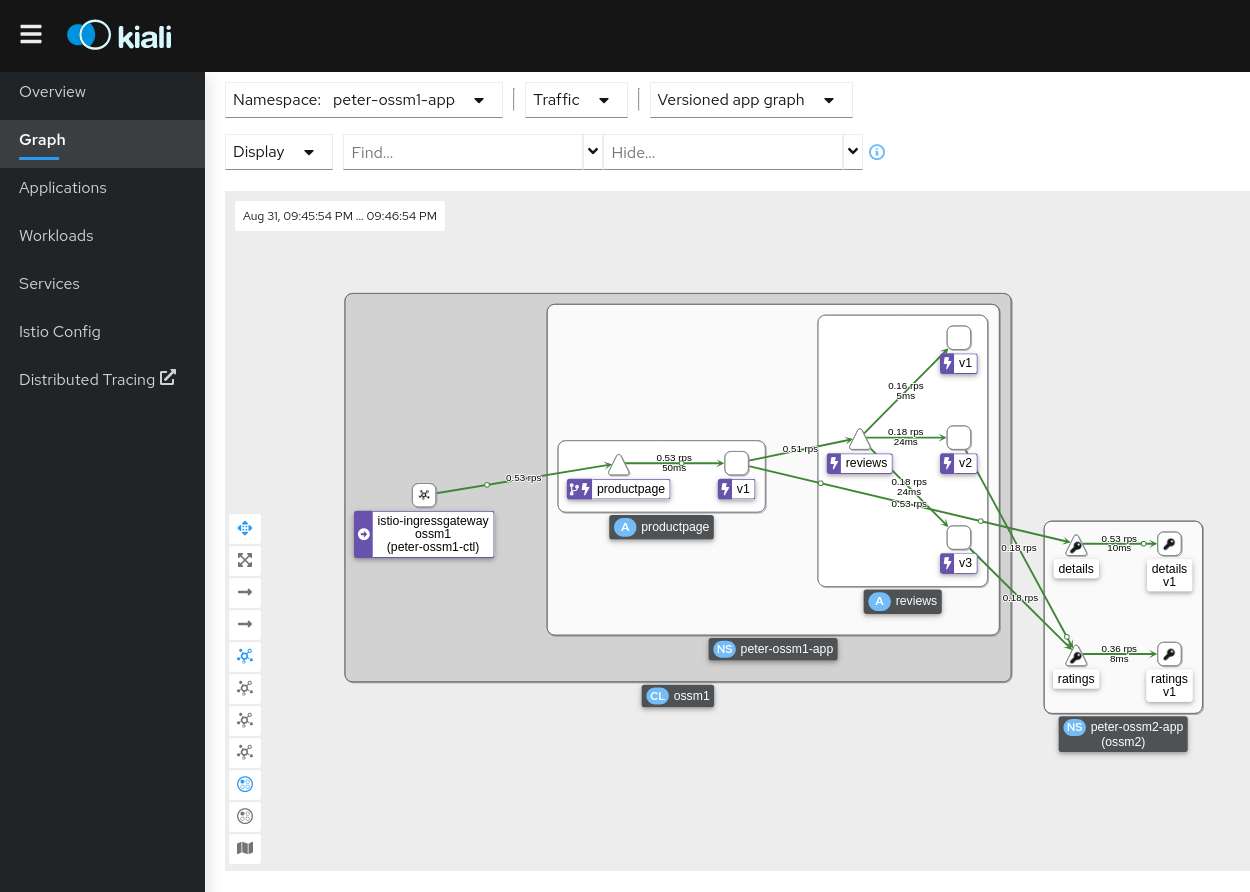 kiali
Overview
Graph
Applications
Workloads
Services
Istio Config
Distributed Tracing
Namespace: peter-ossm1-app
Traffic
Versioned app graph
Display
Find...
Hide...
Aug 31, 09:45:54 PM ... 09:46:54 PM
istio-ingressgateway
ossm1
(peter-ossm1-ctl)
0.53 rps
productpage
0.53 rps
50ms
v1
A productpage
0.51 rps
0.53 rps
reviews
0.16 rps
5ms
v1
0.18 rps
24ms
v2
0.18 rps
24ms
v3
A reviews
NS peter-ossm1-app
CL ossm1
0.18 rps
0.18 rps
details
0.53 rps
10ms
details
v1
ratings
0.36 rps
8ms
ratings
v1
NS peter-ossm2-app
(ossm2)